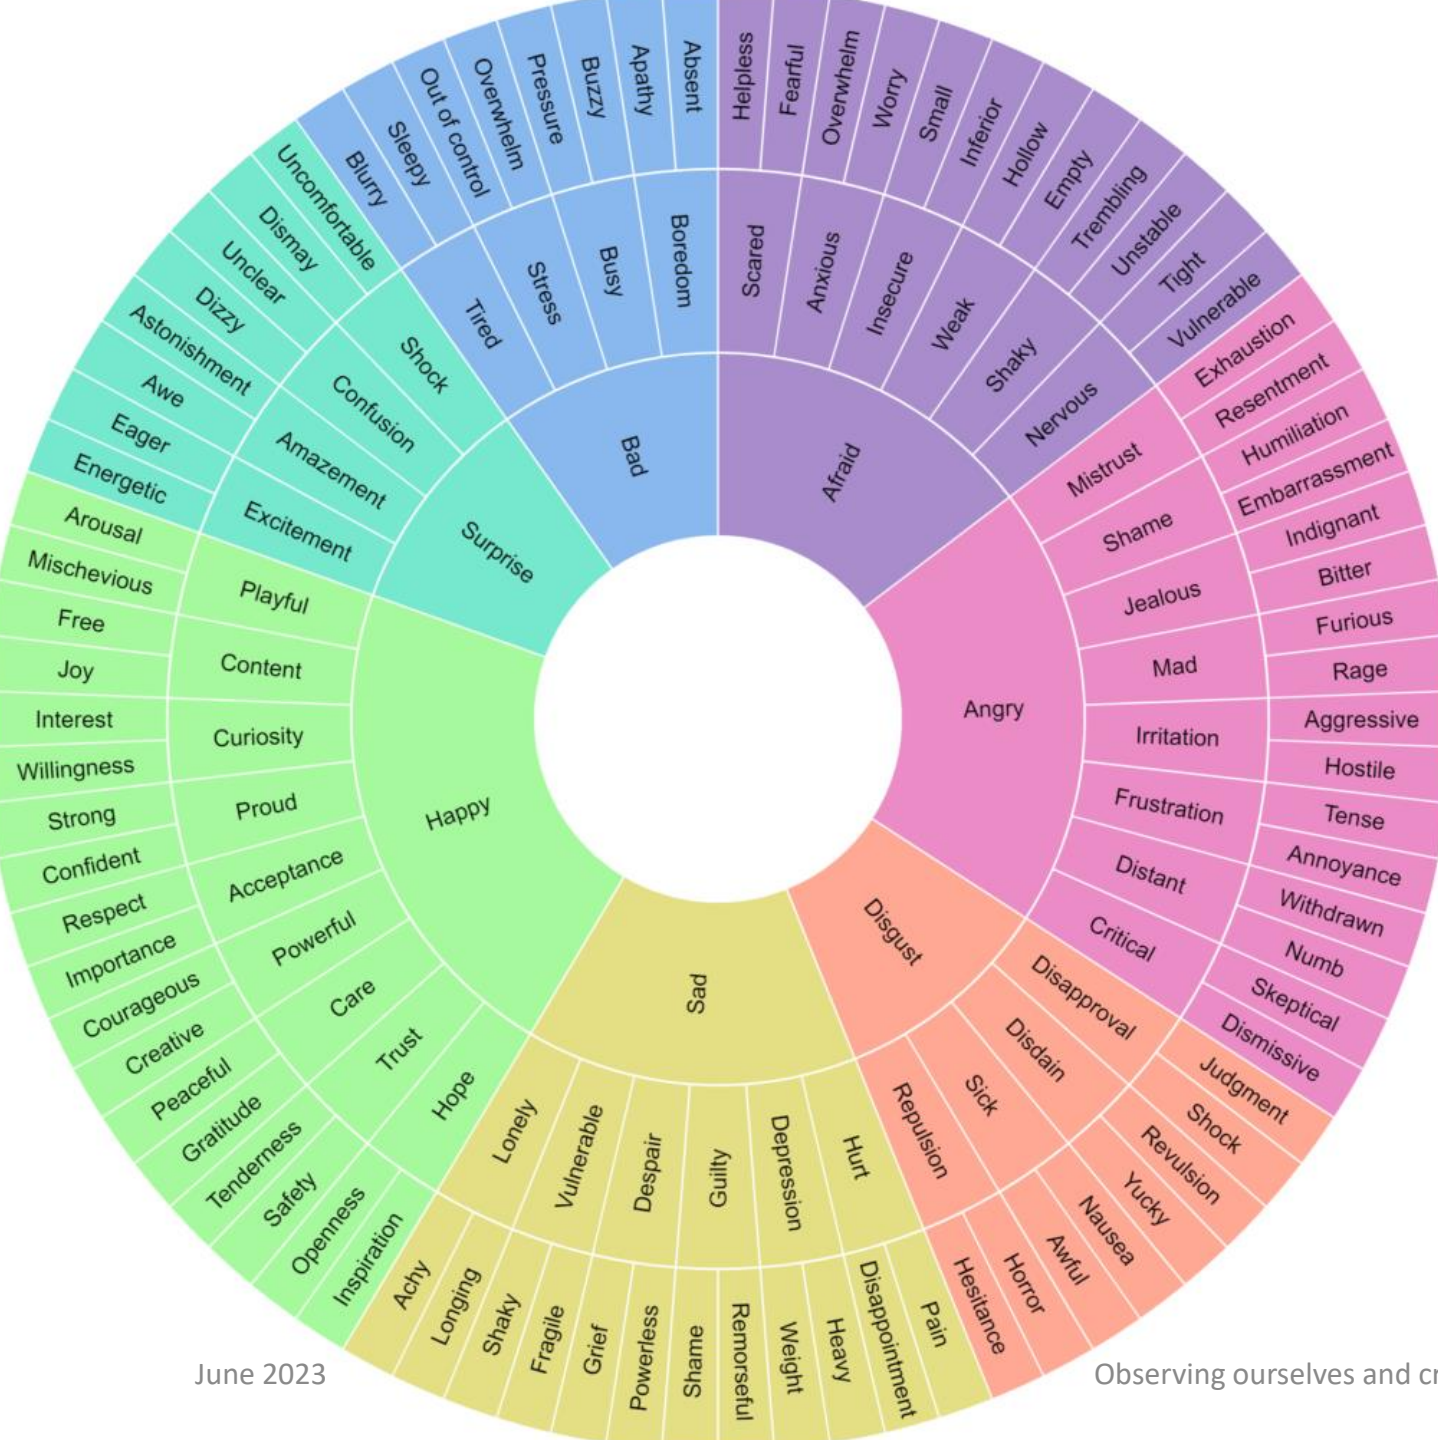 Bad
Afraid
Angry
Disgust
Sad
Happy
Surprise
Scared
Anxious
Insecure
Weak
Shaky
Nervous
Mistrust
Shame
Jealous
Mad
Irritation
Frustration
Distant
Critical
Disapproval
Disdain
Sick
Repulsion
Hurt
Depression
Guilty
Despair
Vulnerable
Lonely
Hope
Trust
Care
Powerful
Acceptance
Proud
Curiosity
Content
Playful
Excitement
Amazement
Confusion
Shock
Tired
Stress
Busy
Boredom
Helpless
Fearful
Overwhelm
Worry
Small
Inferior
Hollow
Empty
Trembling
Unstable
Tight
Vulnerable
Exhaustion
Resentment
Humiliation
Embarrassment
Indignant
Bitter
Furious
Rage
Aggressive
Hostile
Tense
Annoyance
Withdrawn
Numb
Skeptical
Dismissive
Judgment
Shock
Revulsion
Yucky
Nausea
Awful
Horror
Hesitance
Pain
Disappointment
Heavy
Weight
Remorseful
Shame
Powerless
Grief
Fragile
Shaky
Longing
Achy
Inspiration
Openness
Safety
Tenderness
Gratitude
Peaceful
Creative
Courageous
Importance
Respect
Confident
Strong
Willingness
Interest
Joy
Free
Mischevious
Arousal
Energetic
Eager
Awe
Astonishment
Dizzy
Unclear
Dismay
Uncomfortable
Blurry
Sleepy
Out of control
Overwhelm
Pressure
Buzzy
Apathy
Absent
June 2023
Observing ourselves and cr